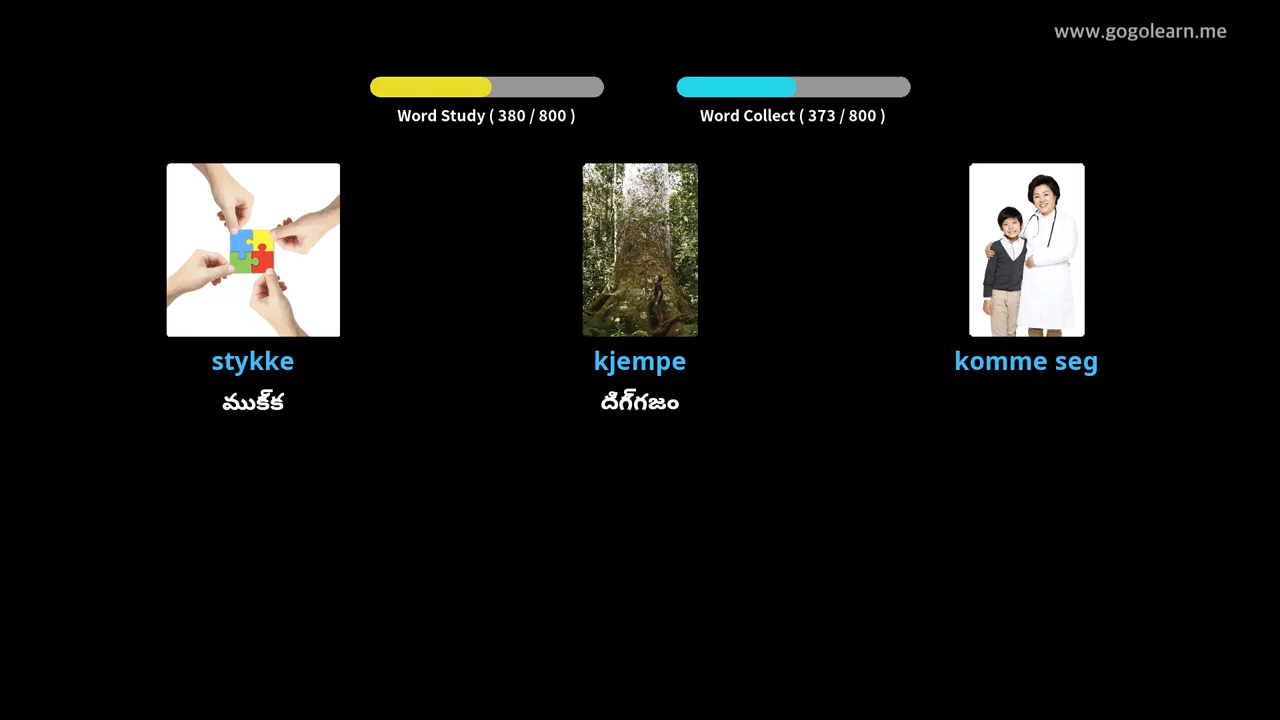 www.gogolearn.me
Word Study ( 380 / 800 )
Word Collect ( 373 / 800 )
stykke
kjempe
komme seg
ముక్క
దిగ్గజం